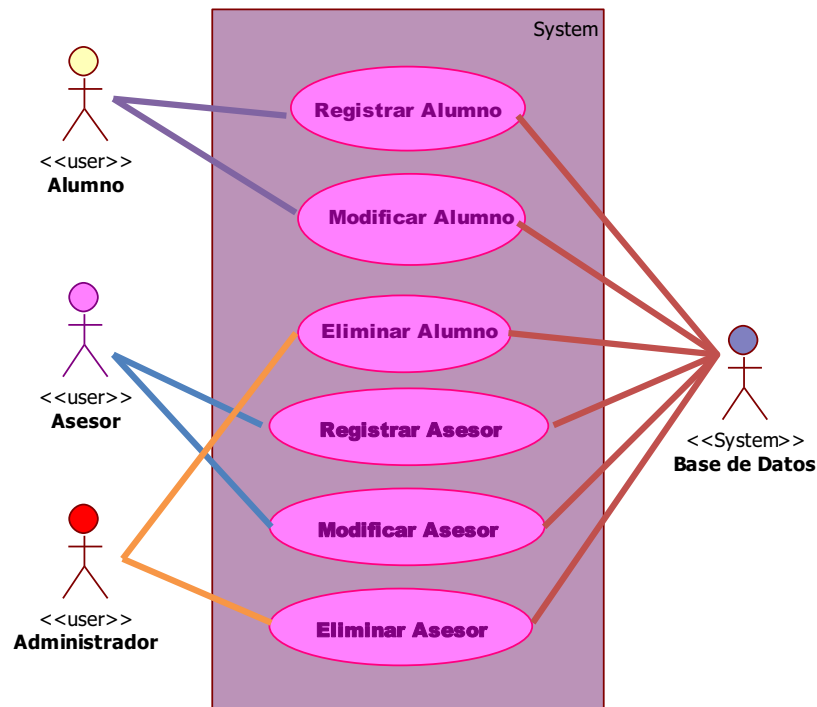 System
Registrar Alumno
<<user>>
Alumno
Modificar Alumno
Eliminar Alumno
<<user>>
Asesor
Registrar Asesor
<<System>>
Base de Datos
Modificar Asesor
<<user>>
Administrador
Eliminar Asesor